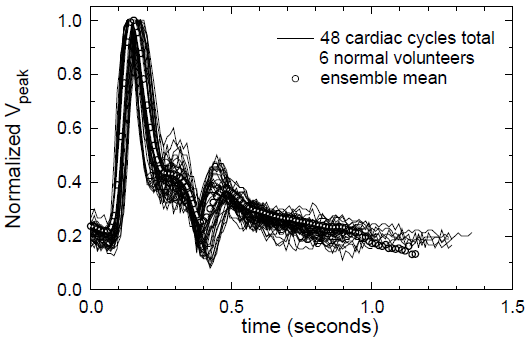 1.0
0.8
0.6
0.4
0.2
0.0
Normalized Vpeak
48 cardiac cycles total
6 normal volunteers
ensemble mean
0.0 0.5 1.0 1.5
time (seconds)